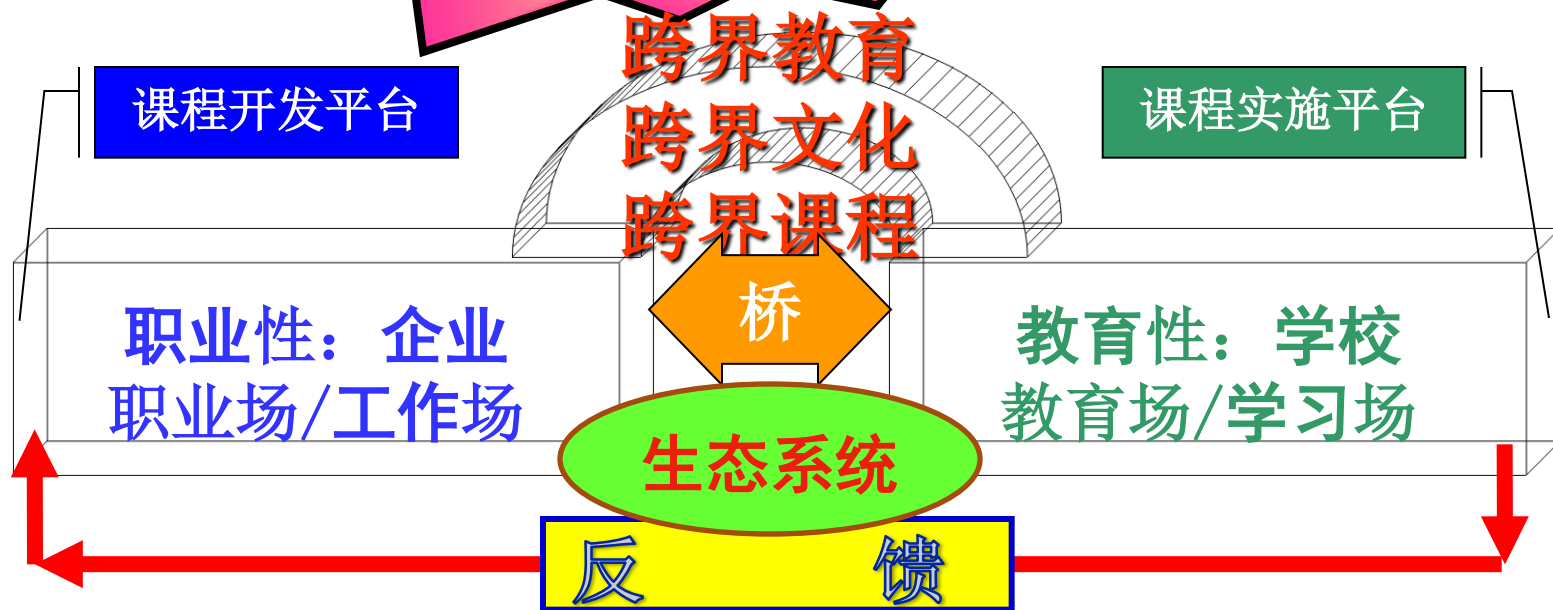 跨界教育
课程开发平台
课程实施平台
跨界文化
跨界课程
桥
职业性：企业
职业场/工作场
教育性：学校
教育场/学习场
生态系统
反 馈